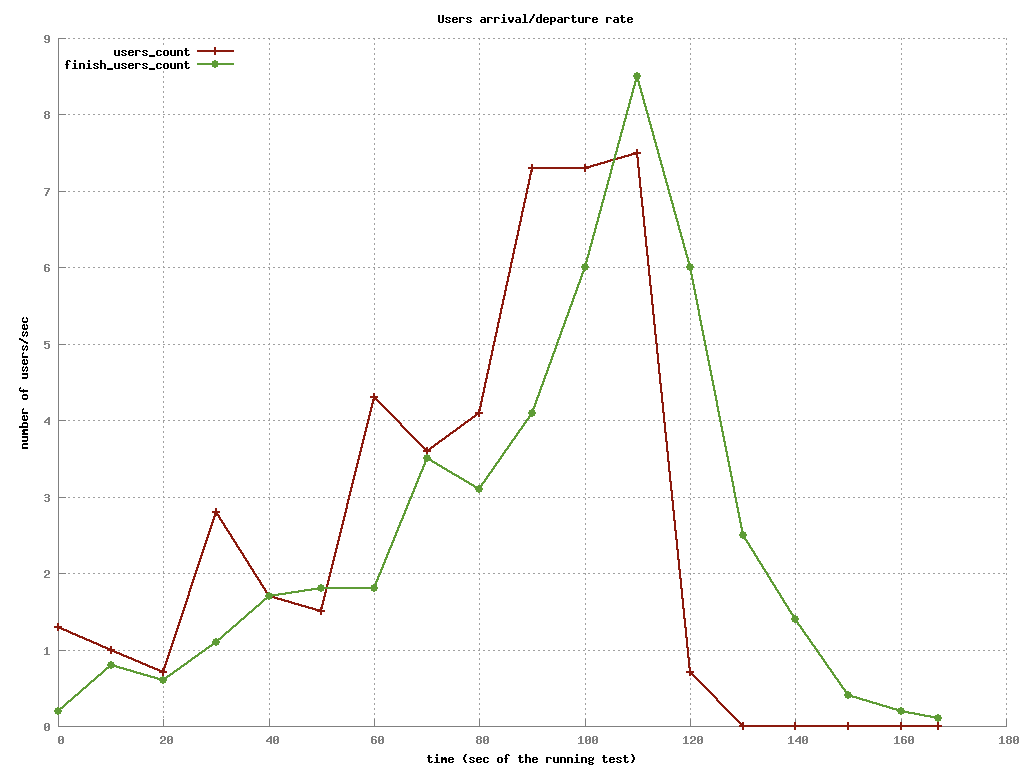 Users arrival/departure rate
users_count
finish_users_count
number of users/sec
9
8
7
6
5
4
3
2
1
0
0 20 40 60 80 100 120 140 160 180
time (sec of the running test)